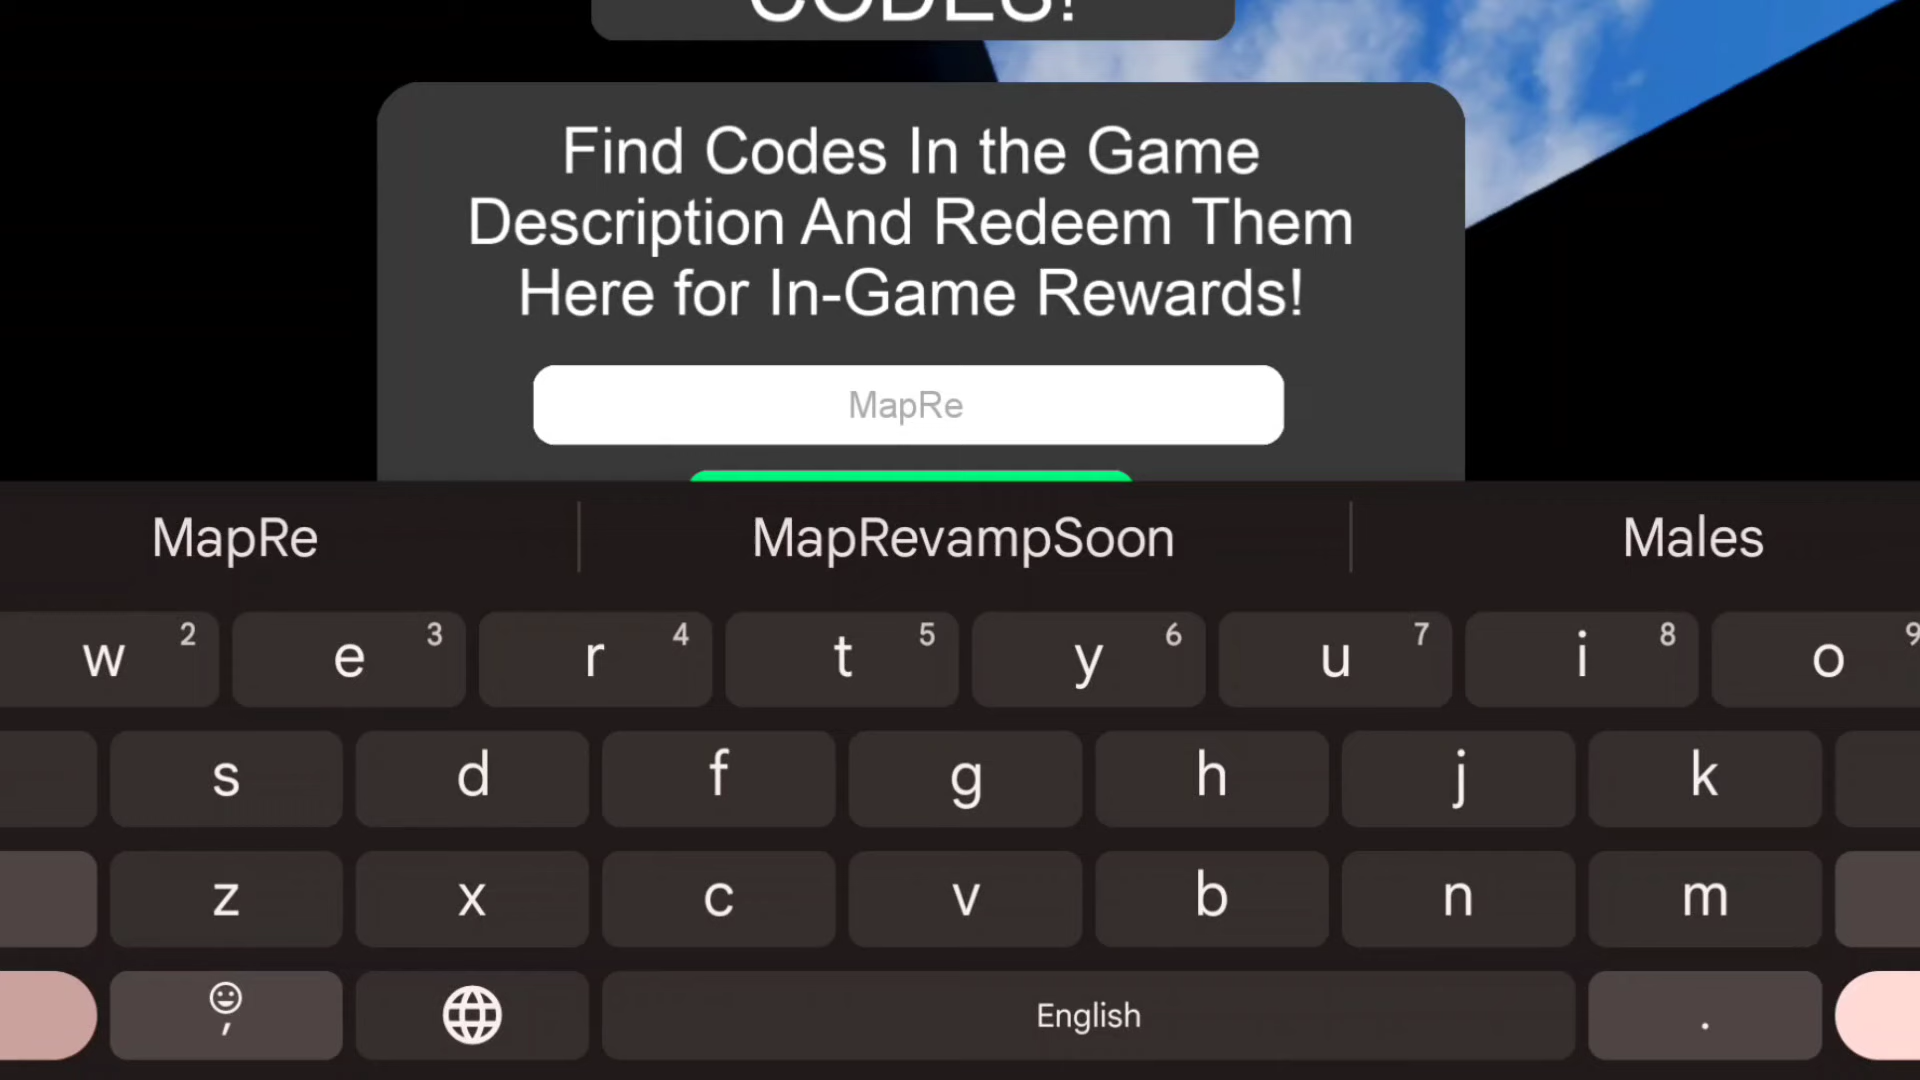 CODES!
Find Codes In the Game
Description And Redeem Them
Here for In-Game Rewards!
MapRe
MapRe MapRevampSoon Males
w 2 e 3 r 4 t 5 y 6 u 7 i 8 o 9
s d f g h j k
z x c v b n m
, English .